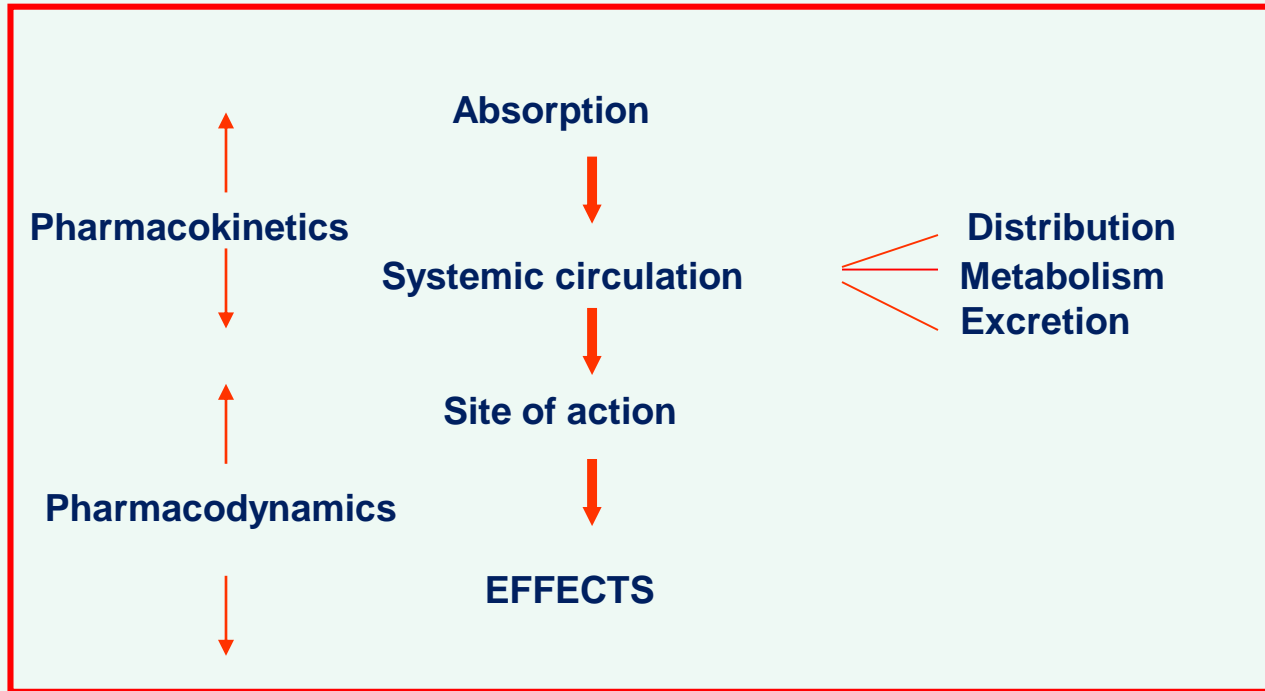 Absorption
Pharmacokinetics
Distribution
Systemic circulation
Metabolism
Excretion
Site of action
Pharmacodynamics
EFFECTS